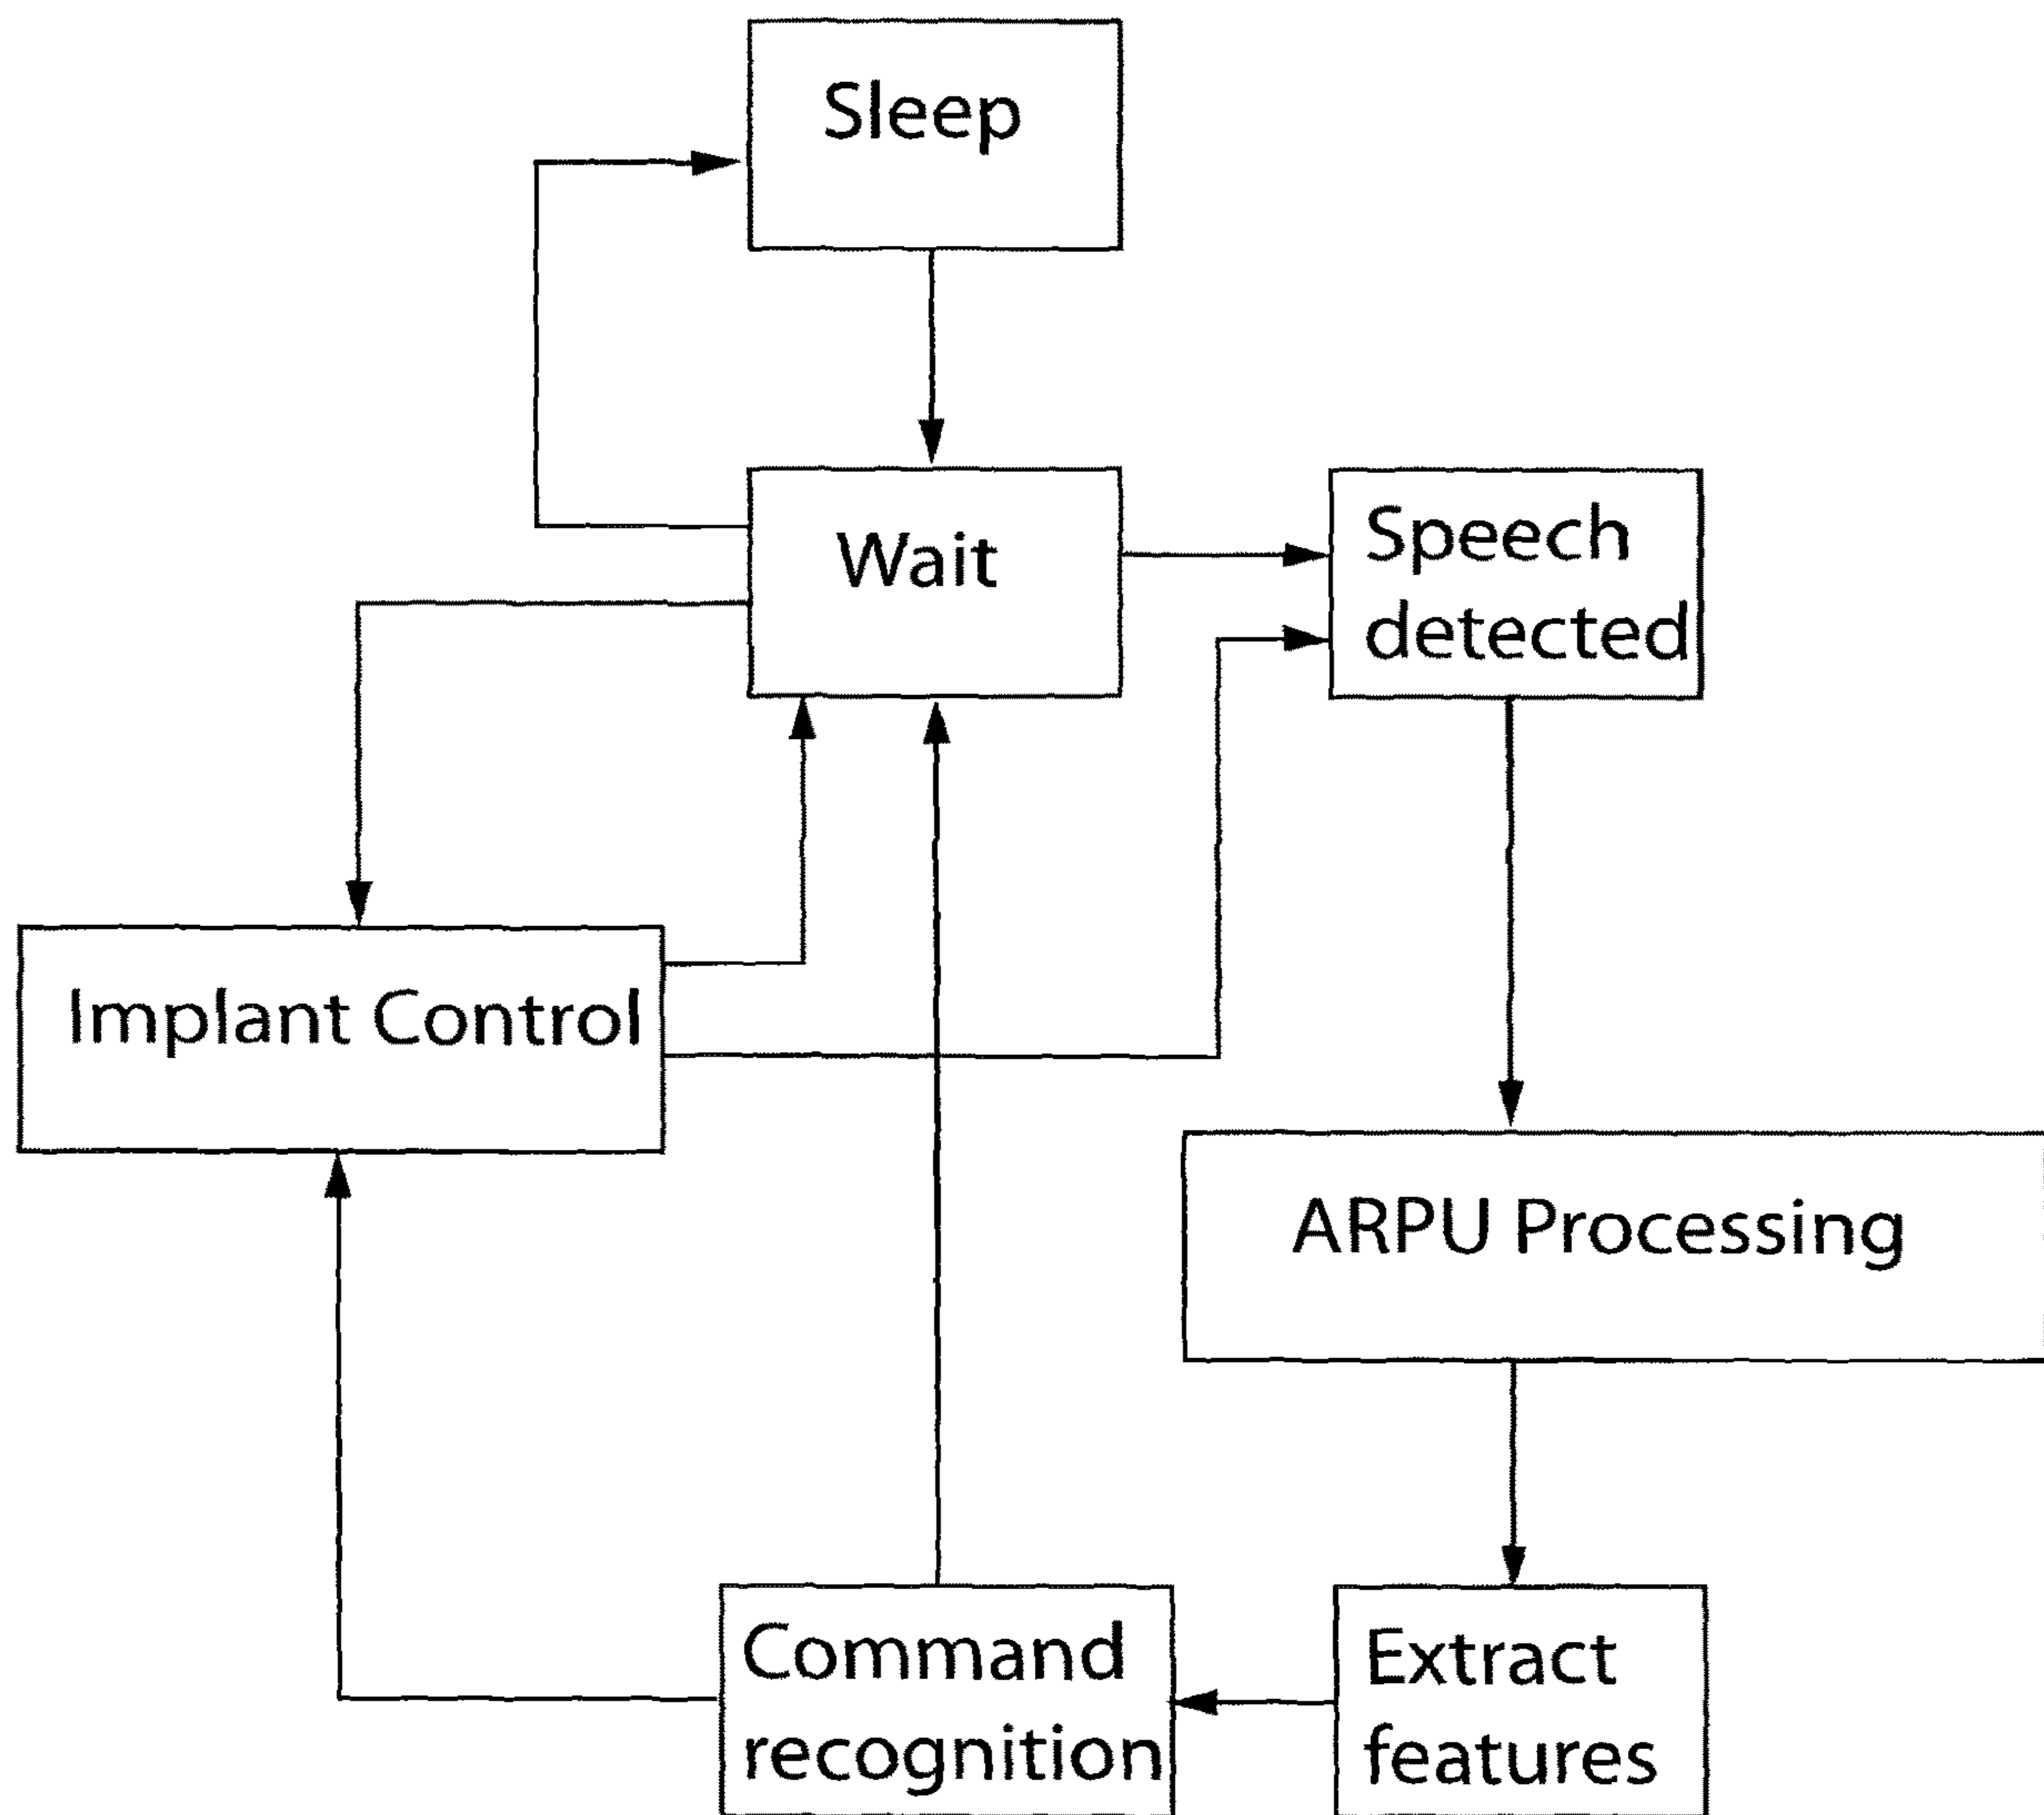 Sleep
Wait
Speech
detected
Implant Control
ARPU Processing
Command
recognition
Extract
features